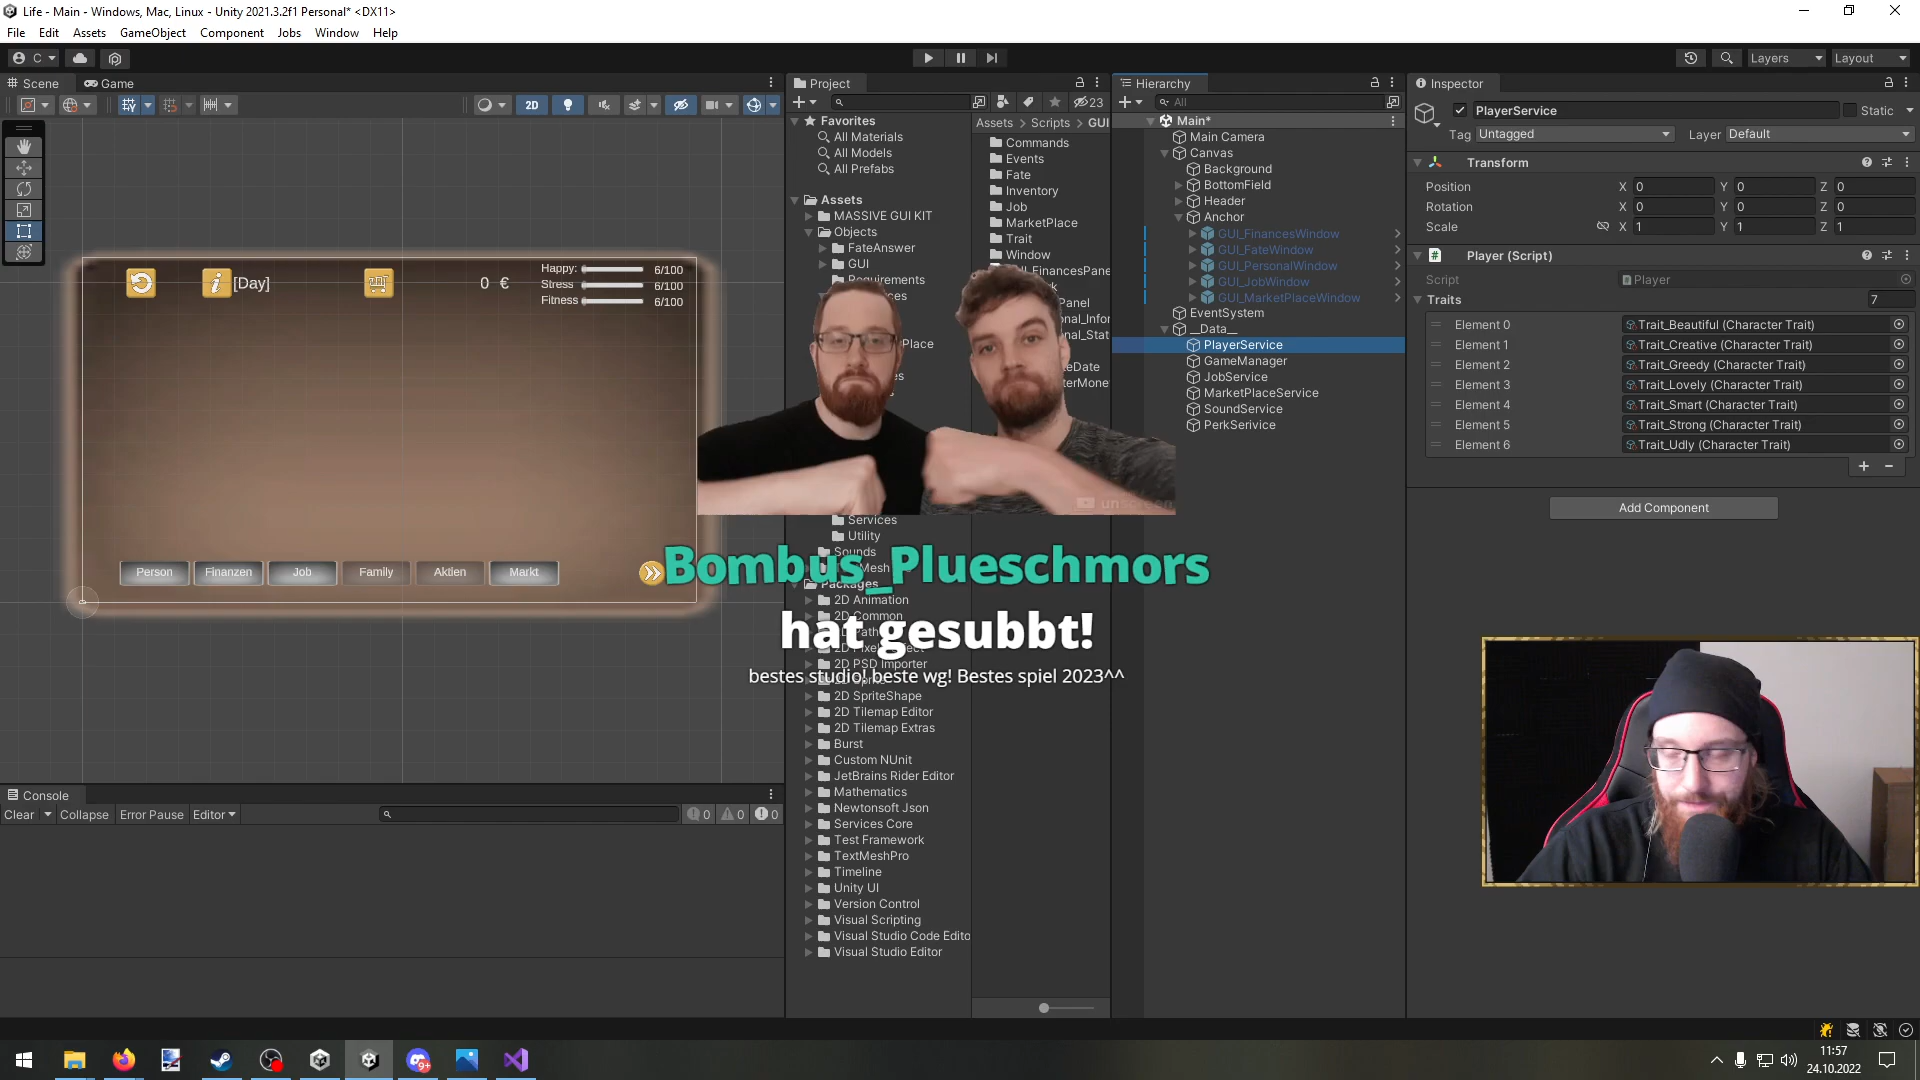 Life - Main - Windows, Mac, Linux - Unity 2021.3.2f1 Personal* <DX11>
File Edit Assets GameObject Component Jobs Window Help
C
Layers Layout
Scene Game
2D
Project
23
Favorites
All Materials
All Models
All Prefabs
Assets
MASSIVE GUI KIT
Objects
FateAnswer
GUI
Requirements
Services
Utility
Sounds
Packages
2D Animation
2D Common
2D PSD Importer
2D SpriteShape
2D Tilemap Editor
2D Tilemap Extras
Burst
Custom NUnit
JetBrains Rider Editor
Mathematics
Newtonsoft Json
Services Core
Test Framework
TextMeshPro
Timeline
Unity UI
Version Control
Visual Scripting
Visual Studio Code Edito
Visual Studio Editor
Assets > Scripts > GUI
Commands
Events
Fate
Inventory
Job
MarketPlace
Trait
Window
Hierarchy
All
Main*
Main Camera
Canvas
Background
BottomField
Header
Anchor
GUI_FinancesWindow
GUI_FateWindow
GUI_PersonalWindow
GUI_JobWindow
GUI_MarketPlaceWindow
EventSystem
__Data__
PlayerService
GameManager
JobService
MarketPlaceService
SoundService
PerkSerivice
Inspector
PlayerService Static
Tag Untagged Layer Default
Transform
Position X 0 Y 0 Z 0
Rotation X 0 Y 0 Z 0
Scale X 1 Y 1 Z 1
Player (Script)
Script Player
Traits 7
Element 0 Trait_Beautiful (Character Trait)
Element 1 Trait_Creative (Character Trait)
Element 2 Trait_Greedy (Character Trait)
Element 3 Trait_Lovely (Character Trait)
Element 4 Trait_Smart (Character Trait)
Element 5 Trait_Strong (Character Trait)
Element 6 Trait_Udly (Character Trait)
Add Component
[Day]
0 €
Happy: 6/100
Stress 6/100
Fitness 6/100
Person Finanzen Job Family Aktien Markt
Bombus_Plueschmors
hat gesubbt!
bestes studio! beste wg! Bestes spiel 2023^^
Console
Clear Collapse Error Pause Editor
0 0 0
9+
11:57
24.10.2022